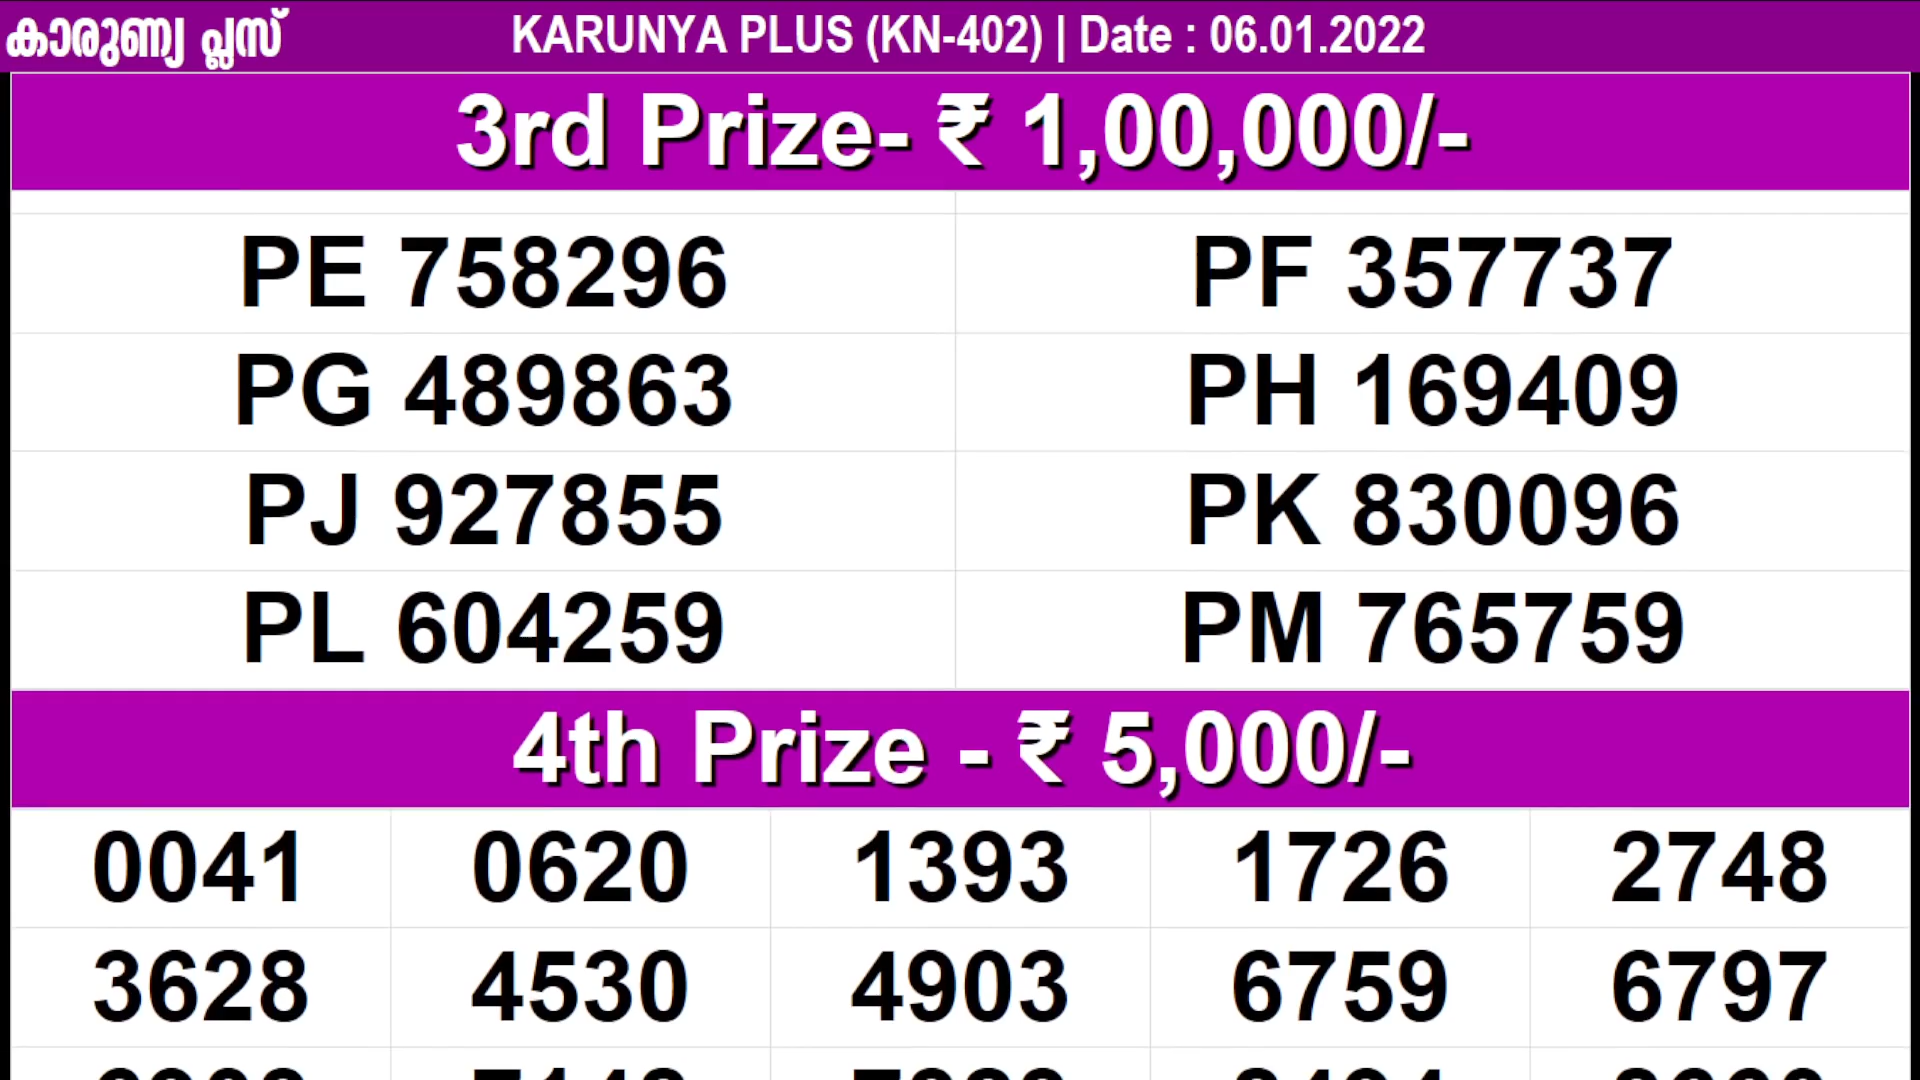 കാരുണ്യ പ്ലസ് KARUNYA PLUS (KN-402) | Date : 06.01.2022
3rd Prize- ₹ 1,00,000/-
PE 758296 PF 357737
PG 489863 PH 169409
PJ 927855 PK 830096
PL 604259 PM 765759
4th Prize - ₹ 5,000/-
0041 0620 1393 1726 2748
3628 4530 4903 6759 6797